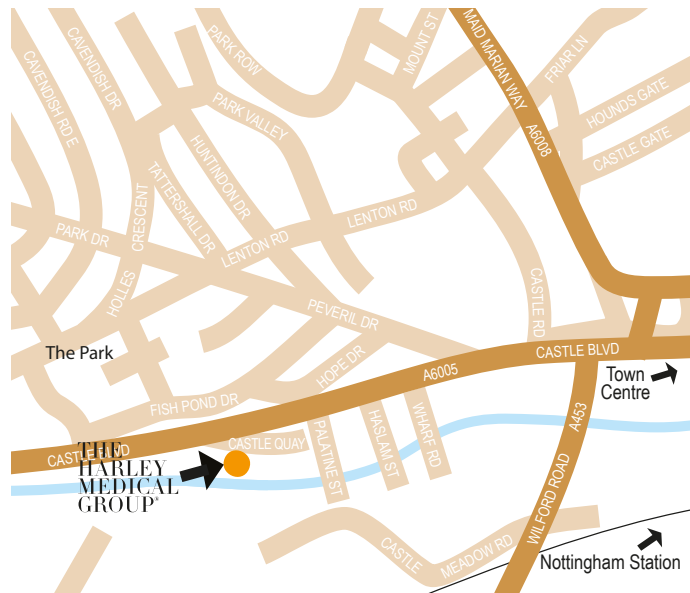 CAVENDISH DR
CAVENDISH RD E
PARK ROW
MOUNT ST
MAID MARIAN WAY
FRIAR LN
A6008
HOUNDS GATE
CASTLE GATE
PARK VALLEY
HUNTINDON DR
TATTERSHALL DR
CRESCENT
HOLLES
PARK DR
LENTON RD
LENTON RD
PEVERIL DR
CASTLE RD
The Park
HOPE DR
FISH POND DR
A6005
CASTLE BLVD
Town
Centre
CASTLE BLVD
CASTLE QUAY
PALATINE ST
HASLAM ST
WHARF RD
A453
WILFORD ROAD
THE
HARLEY
MEDICAL
GROUP®
CASTLE
MEADOW RD
Nottingham Station